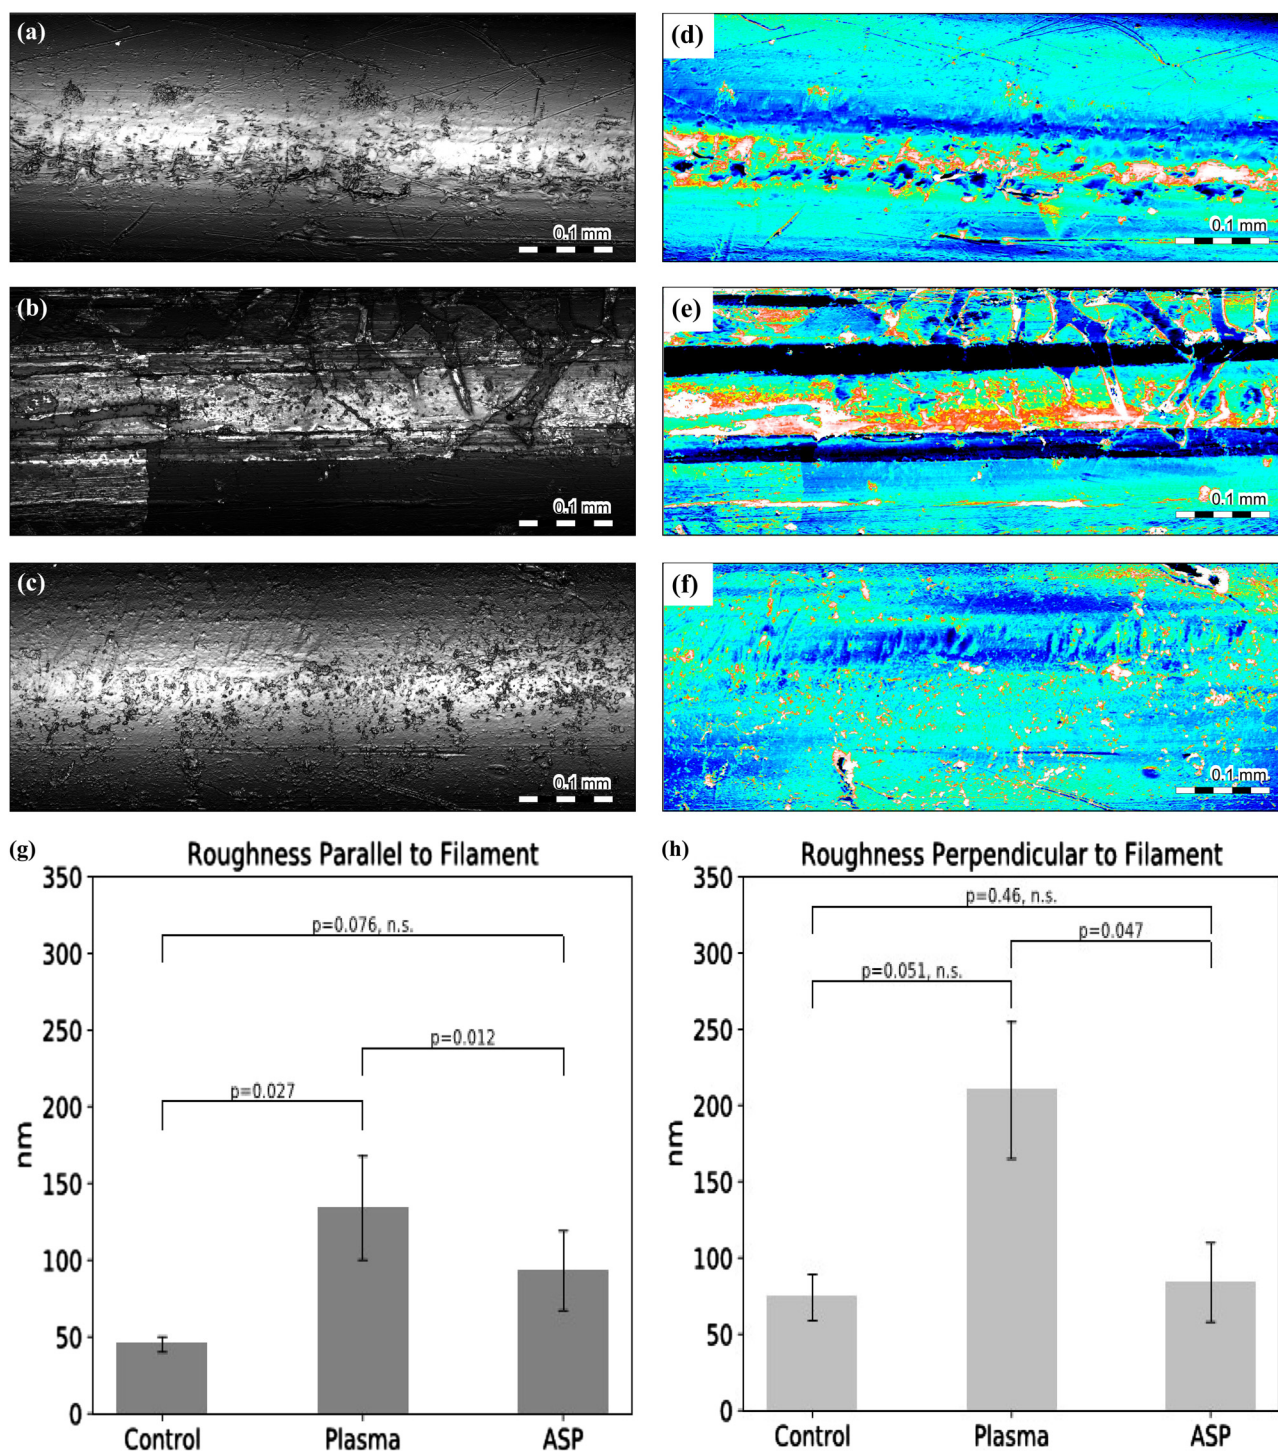 (a)
0.1 mm
(d)
0.1 mm
(b)
0.1 mm
(e)
0.1 mm
(c)
0.1 mm
(f)
0.1 mm
(g)
Roughness Parallel to Filament
350
300
250
200
150
100
50
0
nm
p=0.076, n.s.
p=0.012
p=0.027
Control Plasma ASP
(h)
Roughness Perpendicular to Filament
350
300
250
200
150
100
50
0
nm
p=0.46, n.s.
p=0.047
p=0.051, n.s.
Control Plasma ASP